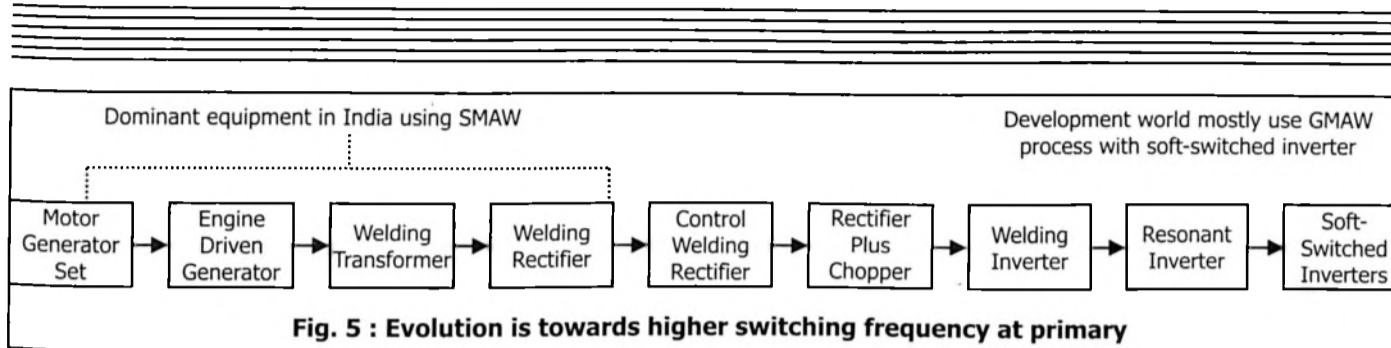 Dominant equipment in India using SMAW
Development world mostly use GMAW
process with soft-switched inverter
Motor
Generator
Set
Engine
Driven
Generator
Welding
Transformer
Welding
Rectifier
Control
Welding
Rectifier
Rectifier
Plus
Chopper
Welding
Inverter
Resonant
Inverter
Soft-
Switched
Inverters
Fig. 5 : Evolution is towards higher switching frequency at primary